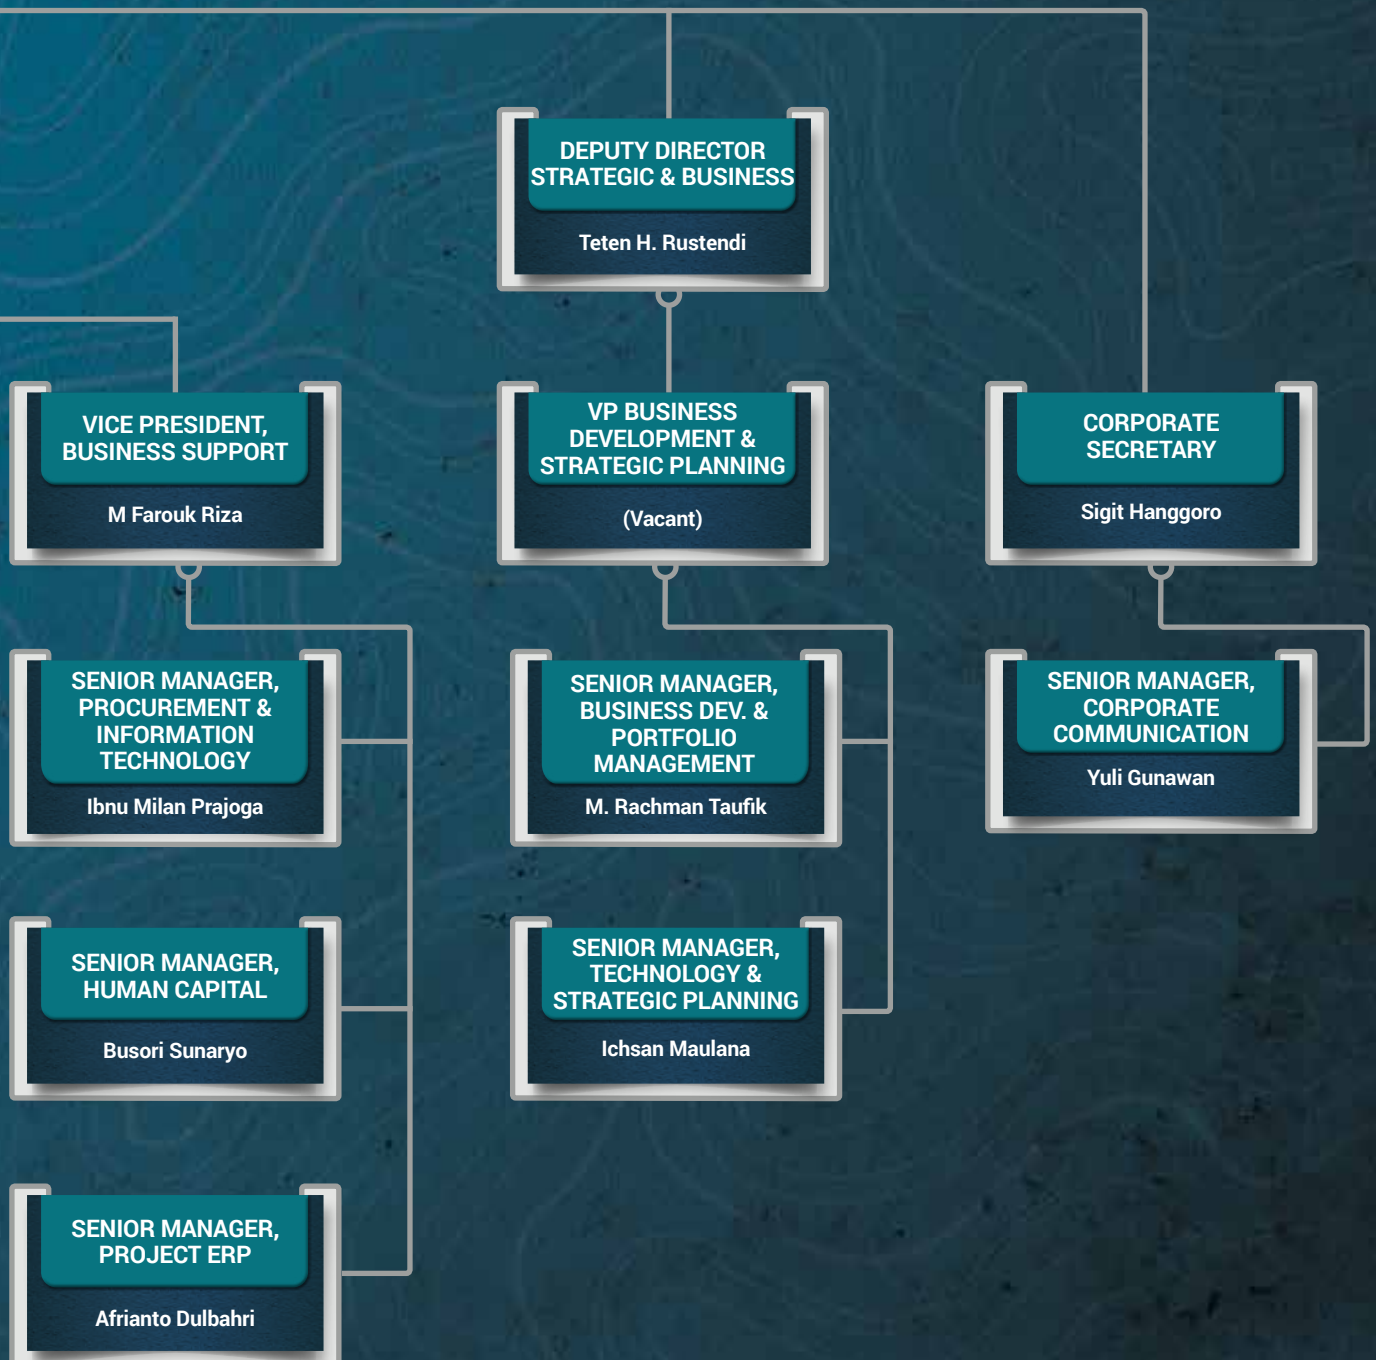 DEPUTY DIRECTOR
STRATEGIC & BUSINESS
Teten H. Rustendi
VICE PRESIDENT,
BUSINESS SUPPORT
M Farouk Riza
VP BUSINESS
DEVELOPMENT &
STRATEGIC PLANNING
(Vacant)
CORPORATE
SECRETARY
Sigit Hanggoro
SENIOR MANAGER,
PROCUREMENT &
INFORMATION
TECHNOLOGY
Ibnu Milan Prajoga
SENIOR MANAGER,
BUSINESS DEV. &
PORTFOLIO
MANAGEMENT
M. Rachman Taufik
SENIOR MANAGER,
CORPORATE
COMMUNICATION
Yuli Gunawan
SENIOR MANAGER,
HUMAN CAPITAL
Busori Sunaryo
SENIOR MANAGER,
TECHNOLOGY &
STRATEGIC PLANNING
Ichsan Maulana
SENIOR MANAGER,
PROJECT ERP
Afrianto Dulbahri